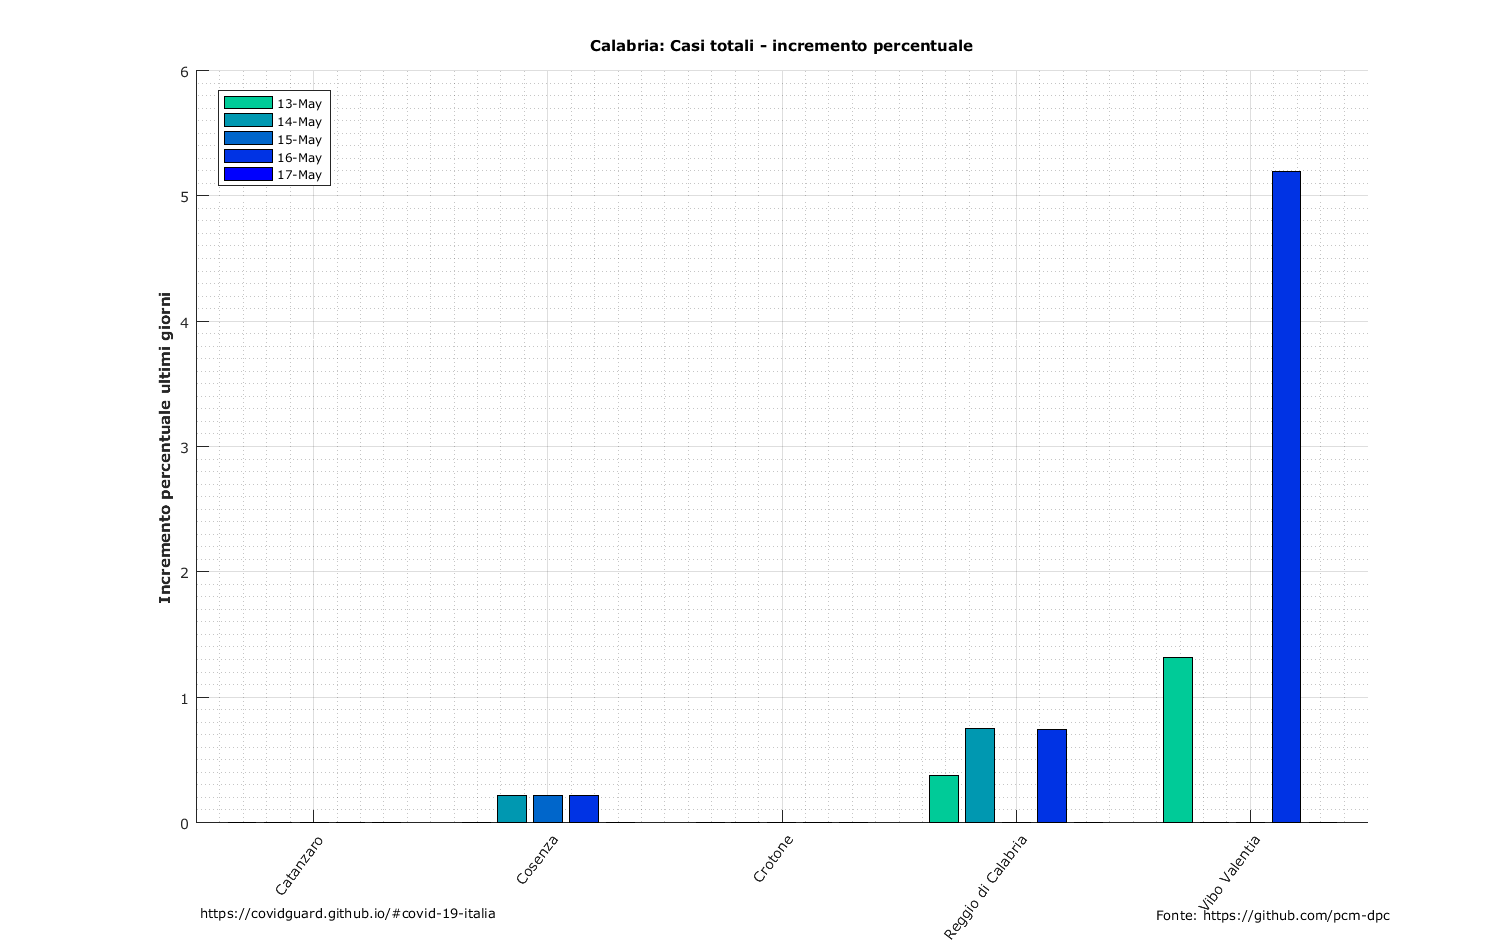 Calabria: Casi totali - incremento percentuale
6
5
4
3
2
1
0
Incremento percentuale ultimi giorni
13-May
14-May
15-May
16-May
17-May
Catanzaro
Cosenza
Crotone
Reggio di Calabria
Vibo Valentia
https://covidguard.github.io/#covid-19-italia
Fonte: https://github.com/pcm-dpc